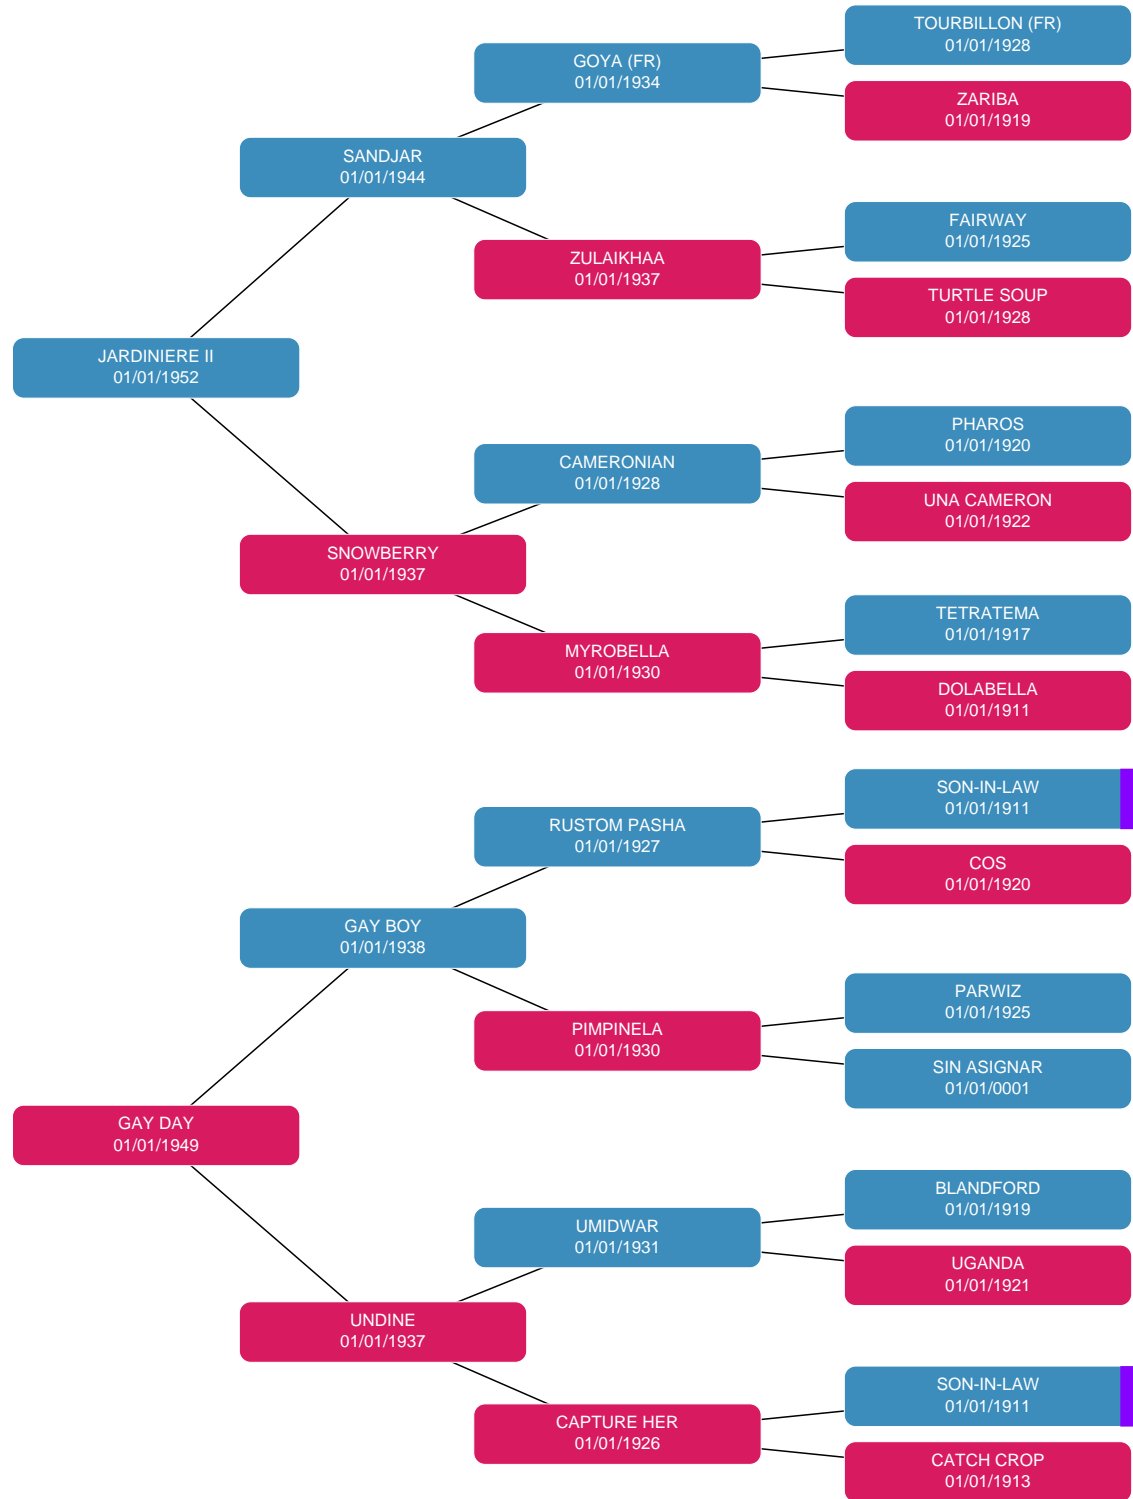 TOURBILLON (FR)
01/01/1928
GOYA (FR)
01/01/1934
ZARIBA
01/01/1919
SANDJAR
01/01/1944
FAIRWAY
01/01/1925
ZULAIKHAA
01/01/1937
TURTLE SOUP
01/01/1928
JARDINIERE II
01/01/1952
PHAROS
01/01/1920
CAMERONIAN
01/01/1928
UNA CAMERON
01/01/1922
SNOWBERRY
01/01/1937
TETRATEMA
01/01/1917
MYROBELLA
01/01/1930
DOLABELLA
01/01/1911
SON-IN-LAW
01/01/1911
RUSTOM PASHA
01/01/1927
COS
01/01/1920
GAY BOY
01/01/1938
PARWIZ
01/01/1925
PIMPINELA
01/01/1930
SIN ASIGNAR
01/01/0001
GAY DAY
01/01/1949
BLANDFORD
01/01/1919
UMIDWAR
01/01/1931
UGANDA
01/01/1921
UNDINE
01/01/1937
SON-IN-LAW
01/01/1911
CAPTURE HER
01/01/1926
CATCH CROP
01/01/1913